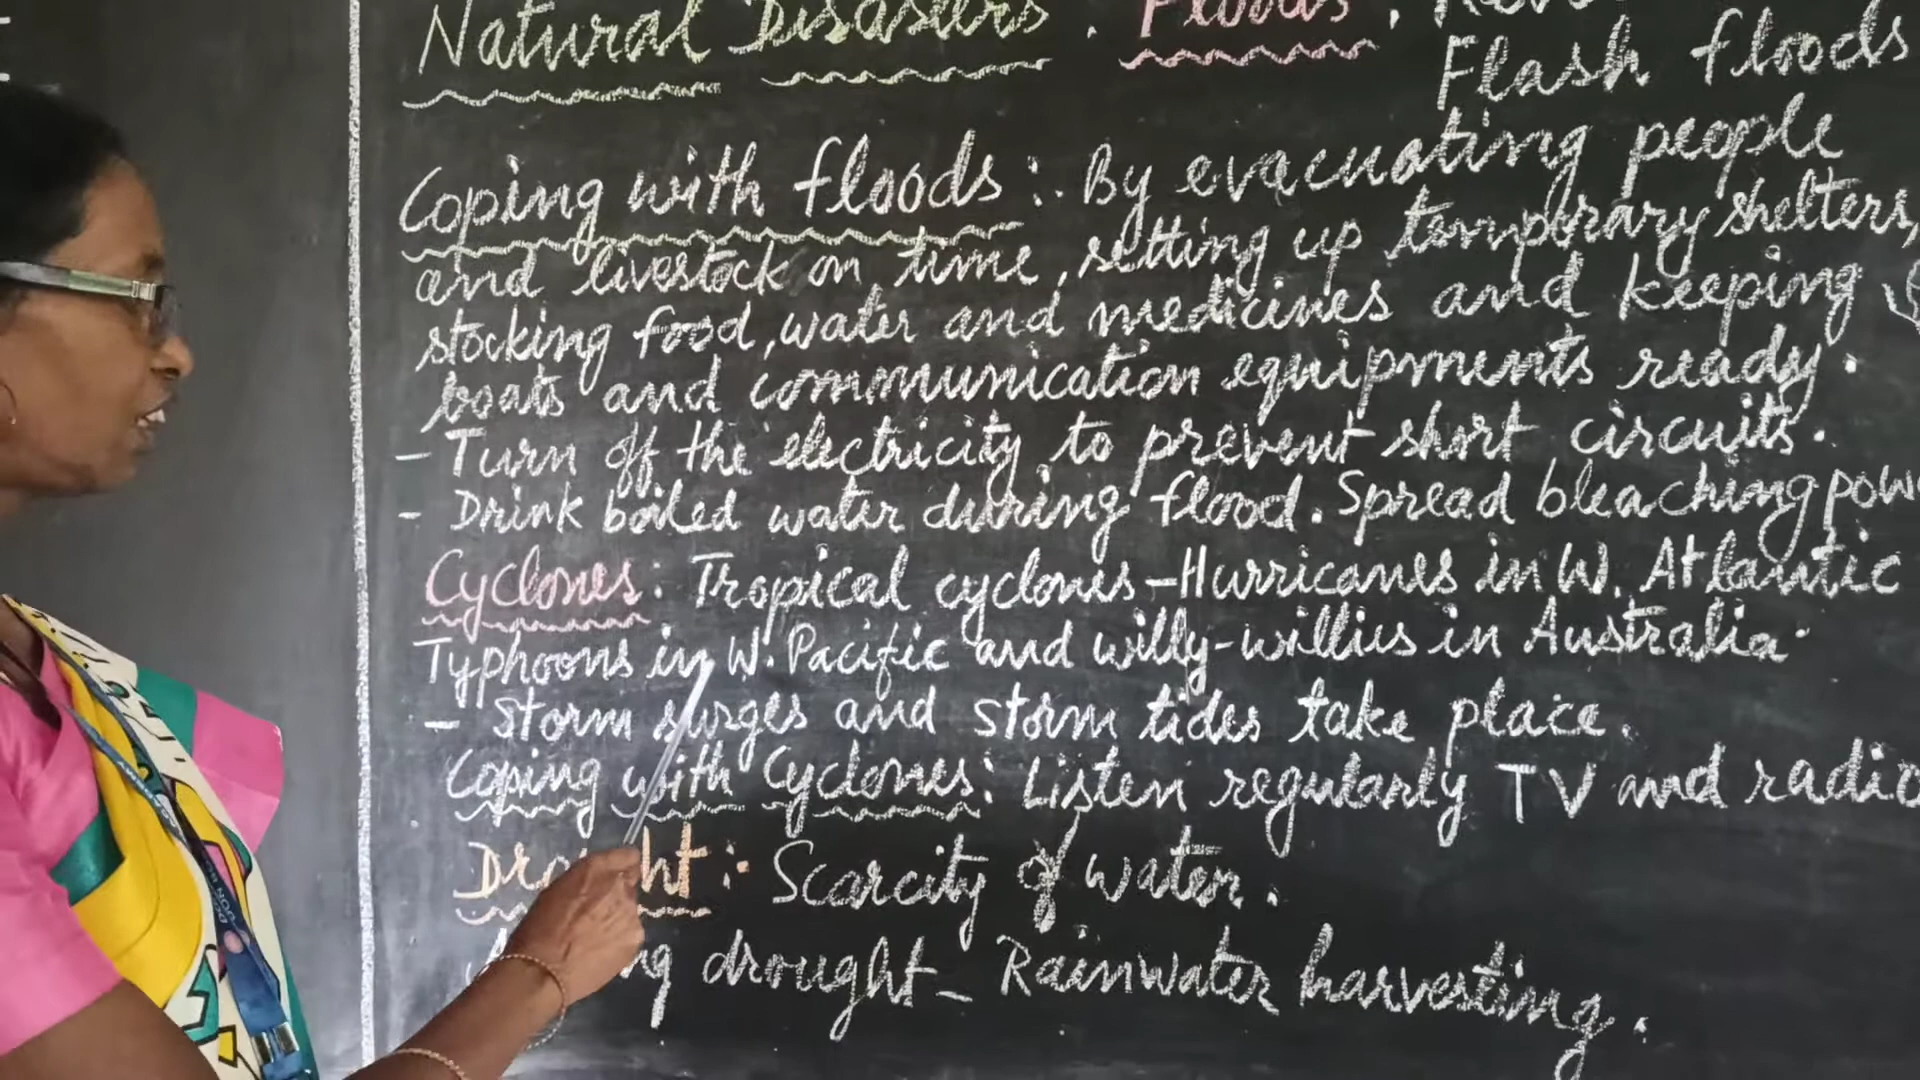 Natural Disasters. Floods.
Flash floods
Coping with floods:. By evacuating people
and livestock on time, setting up temporary shelters,
stocking food, water and medicines and keeping
boats and communication equipments ready.
- Turn off the electricity to prevent short circuits.
- Drink boiled water during flood. Spread bleaching
Cyclones: Tropical cyclones - Hurricanes in W. Atlantic
Typhoons in W. Pacific and willy-willies in Australia.
- Storm surges and storm tides take place.
Coping with Cyclones: Listen regularly TV and radio
Scarcity of water.
drought - Rainwater harvesting.